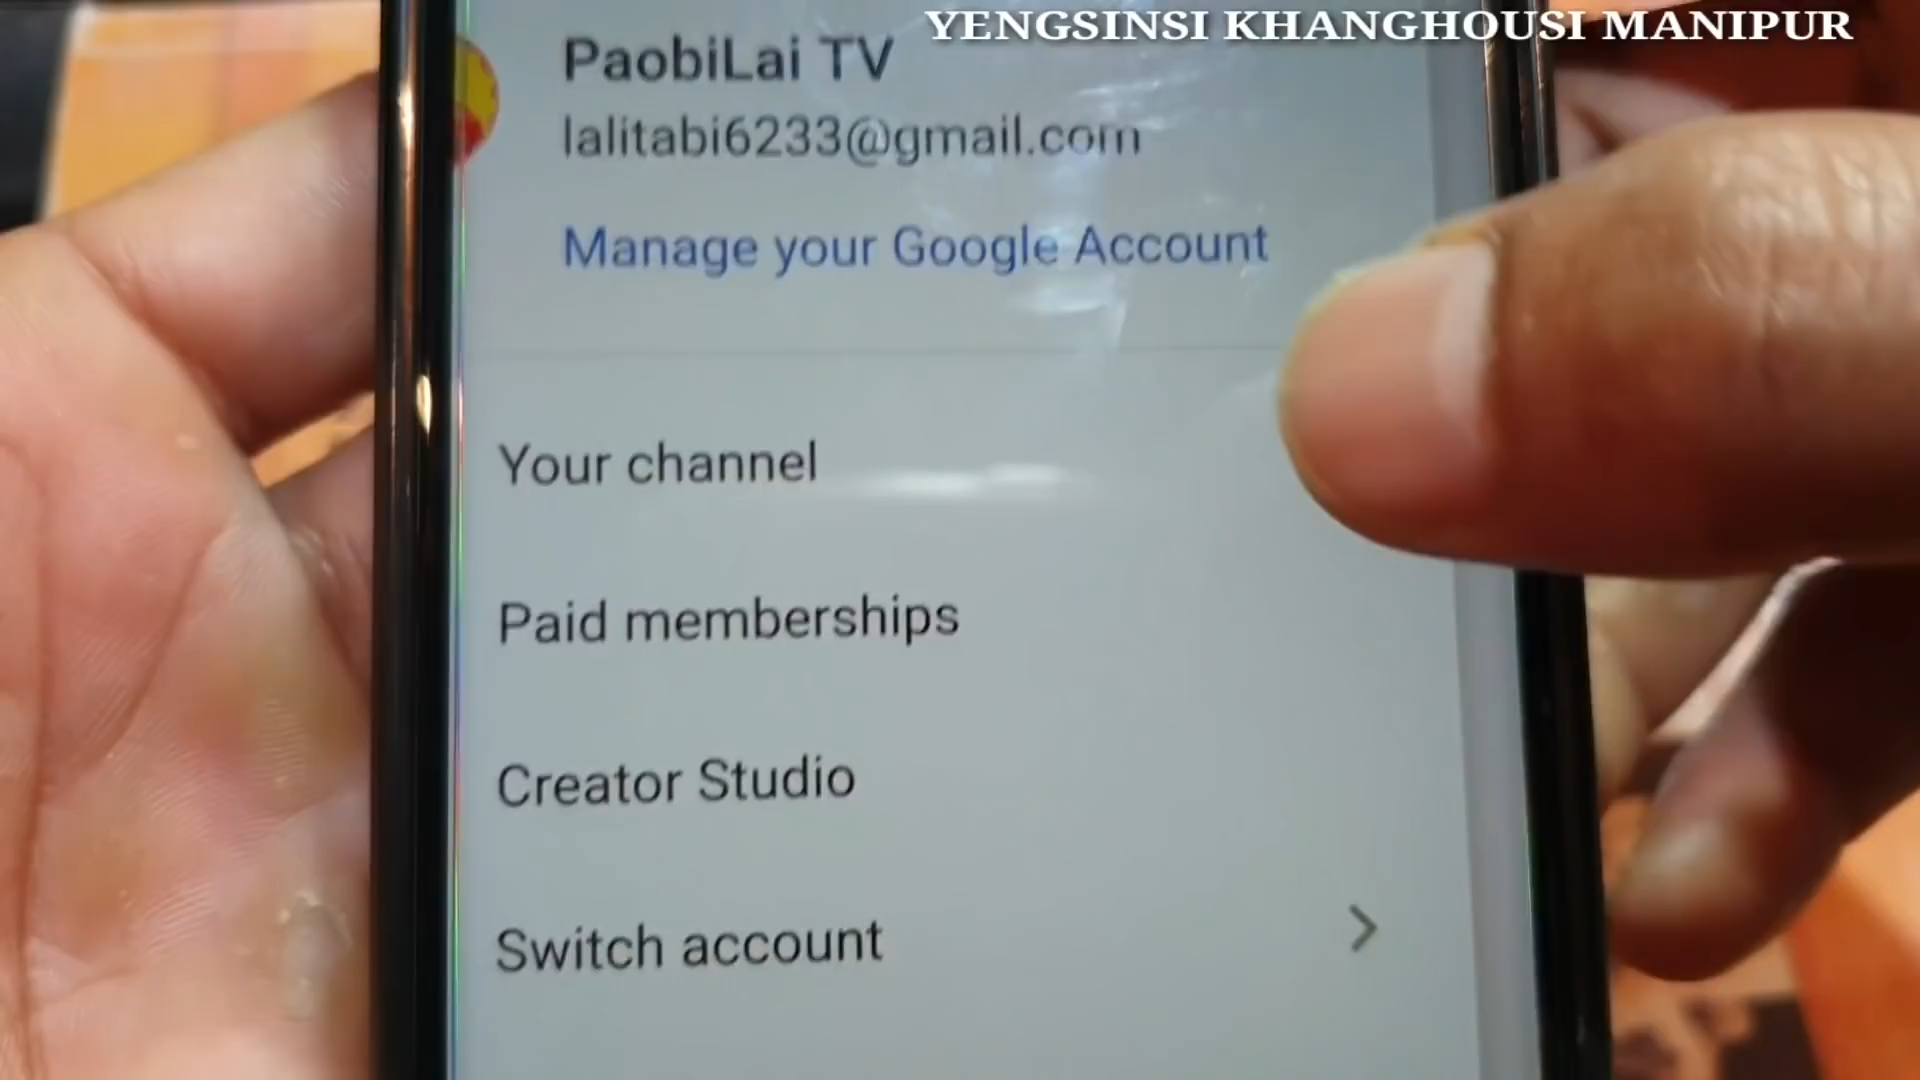 YENGSINSI KHANGHOUSI MANIPUR
PaobiLai TV
lalitabi6233@gmail.com
Manage your Google Account
Your channel
Paid memberships
Creator Studio
Switch account